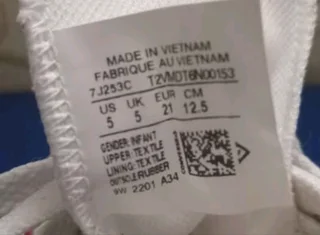 MADE IN VIETNAM
FABRIQUE AU VIETNAM
7J253C T2VMDT6N00153
US UK EUR CM
5 5 21 12.5
GENDER: INFANT
UPPER: TEXTILE
LINING: TEXTILE
RUBBER
2201 A34